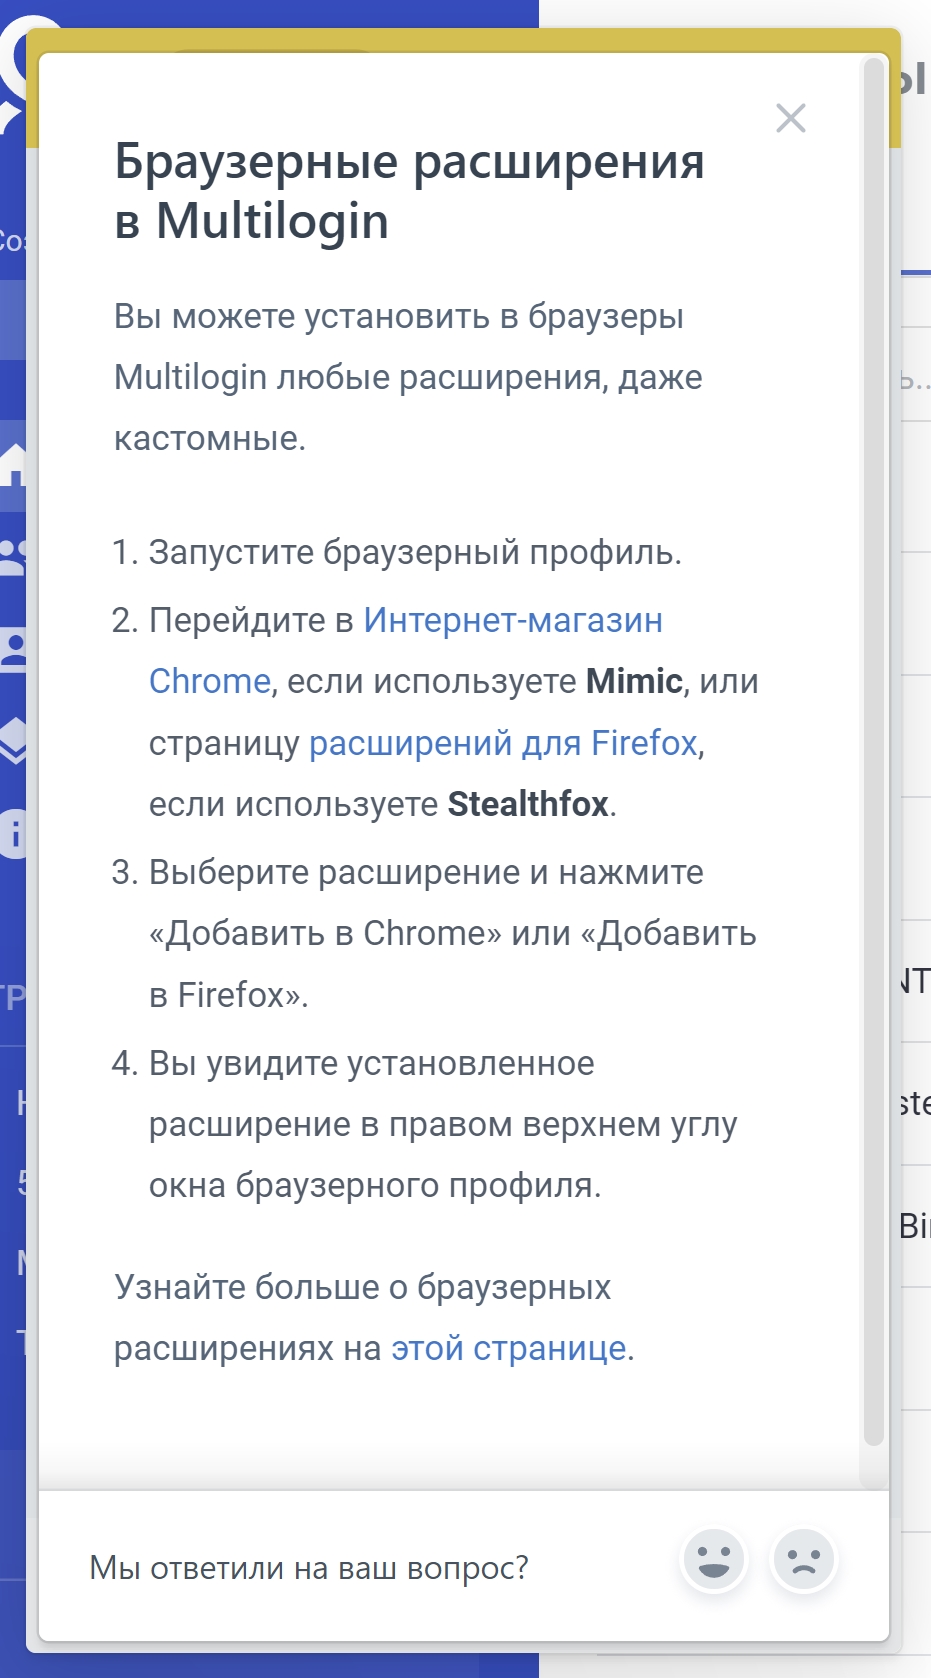 Браузерные расширения
в Multilogin
Вы можете установить в браузеры
Multilogin любые расширения, даже
кастомные.
1. Запустите браузерный профиль.
2. Перейдите в Интернет-магазин
Chrome, если используете Mimic, или
страницу расширений для Firefox,
если используете Stealthfox.
3. Выберите расширение и нажмите
«Добавить в Chrome» или «Добавить
в Firefox».
4. Вы увидите установленное
расширение в правом верхнем углу
окна браузерного профиля.
Узнайте больше о браузерных
расширениях на этой странице.
Мы ответили на ваш вопрос?